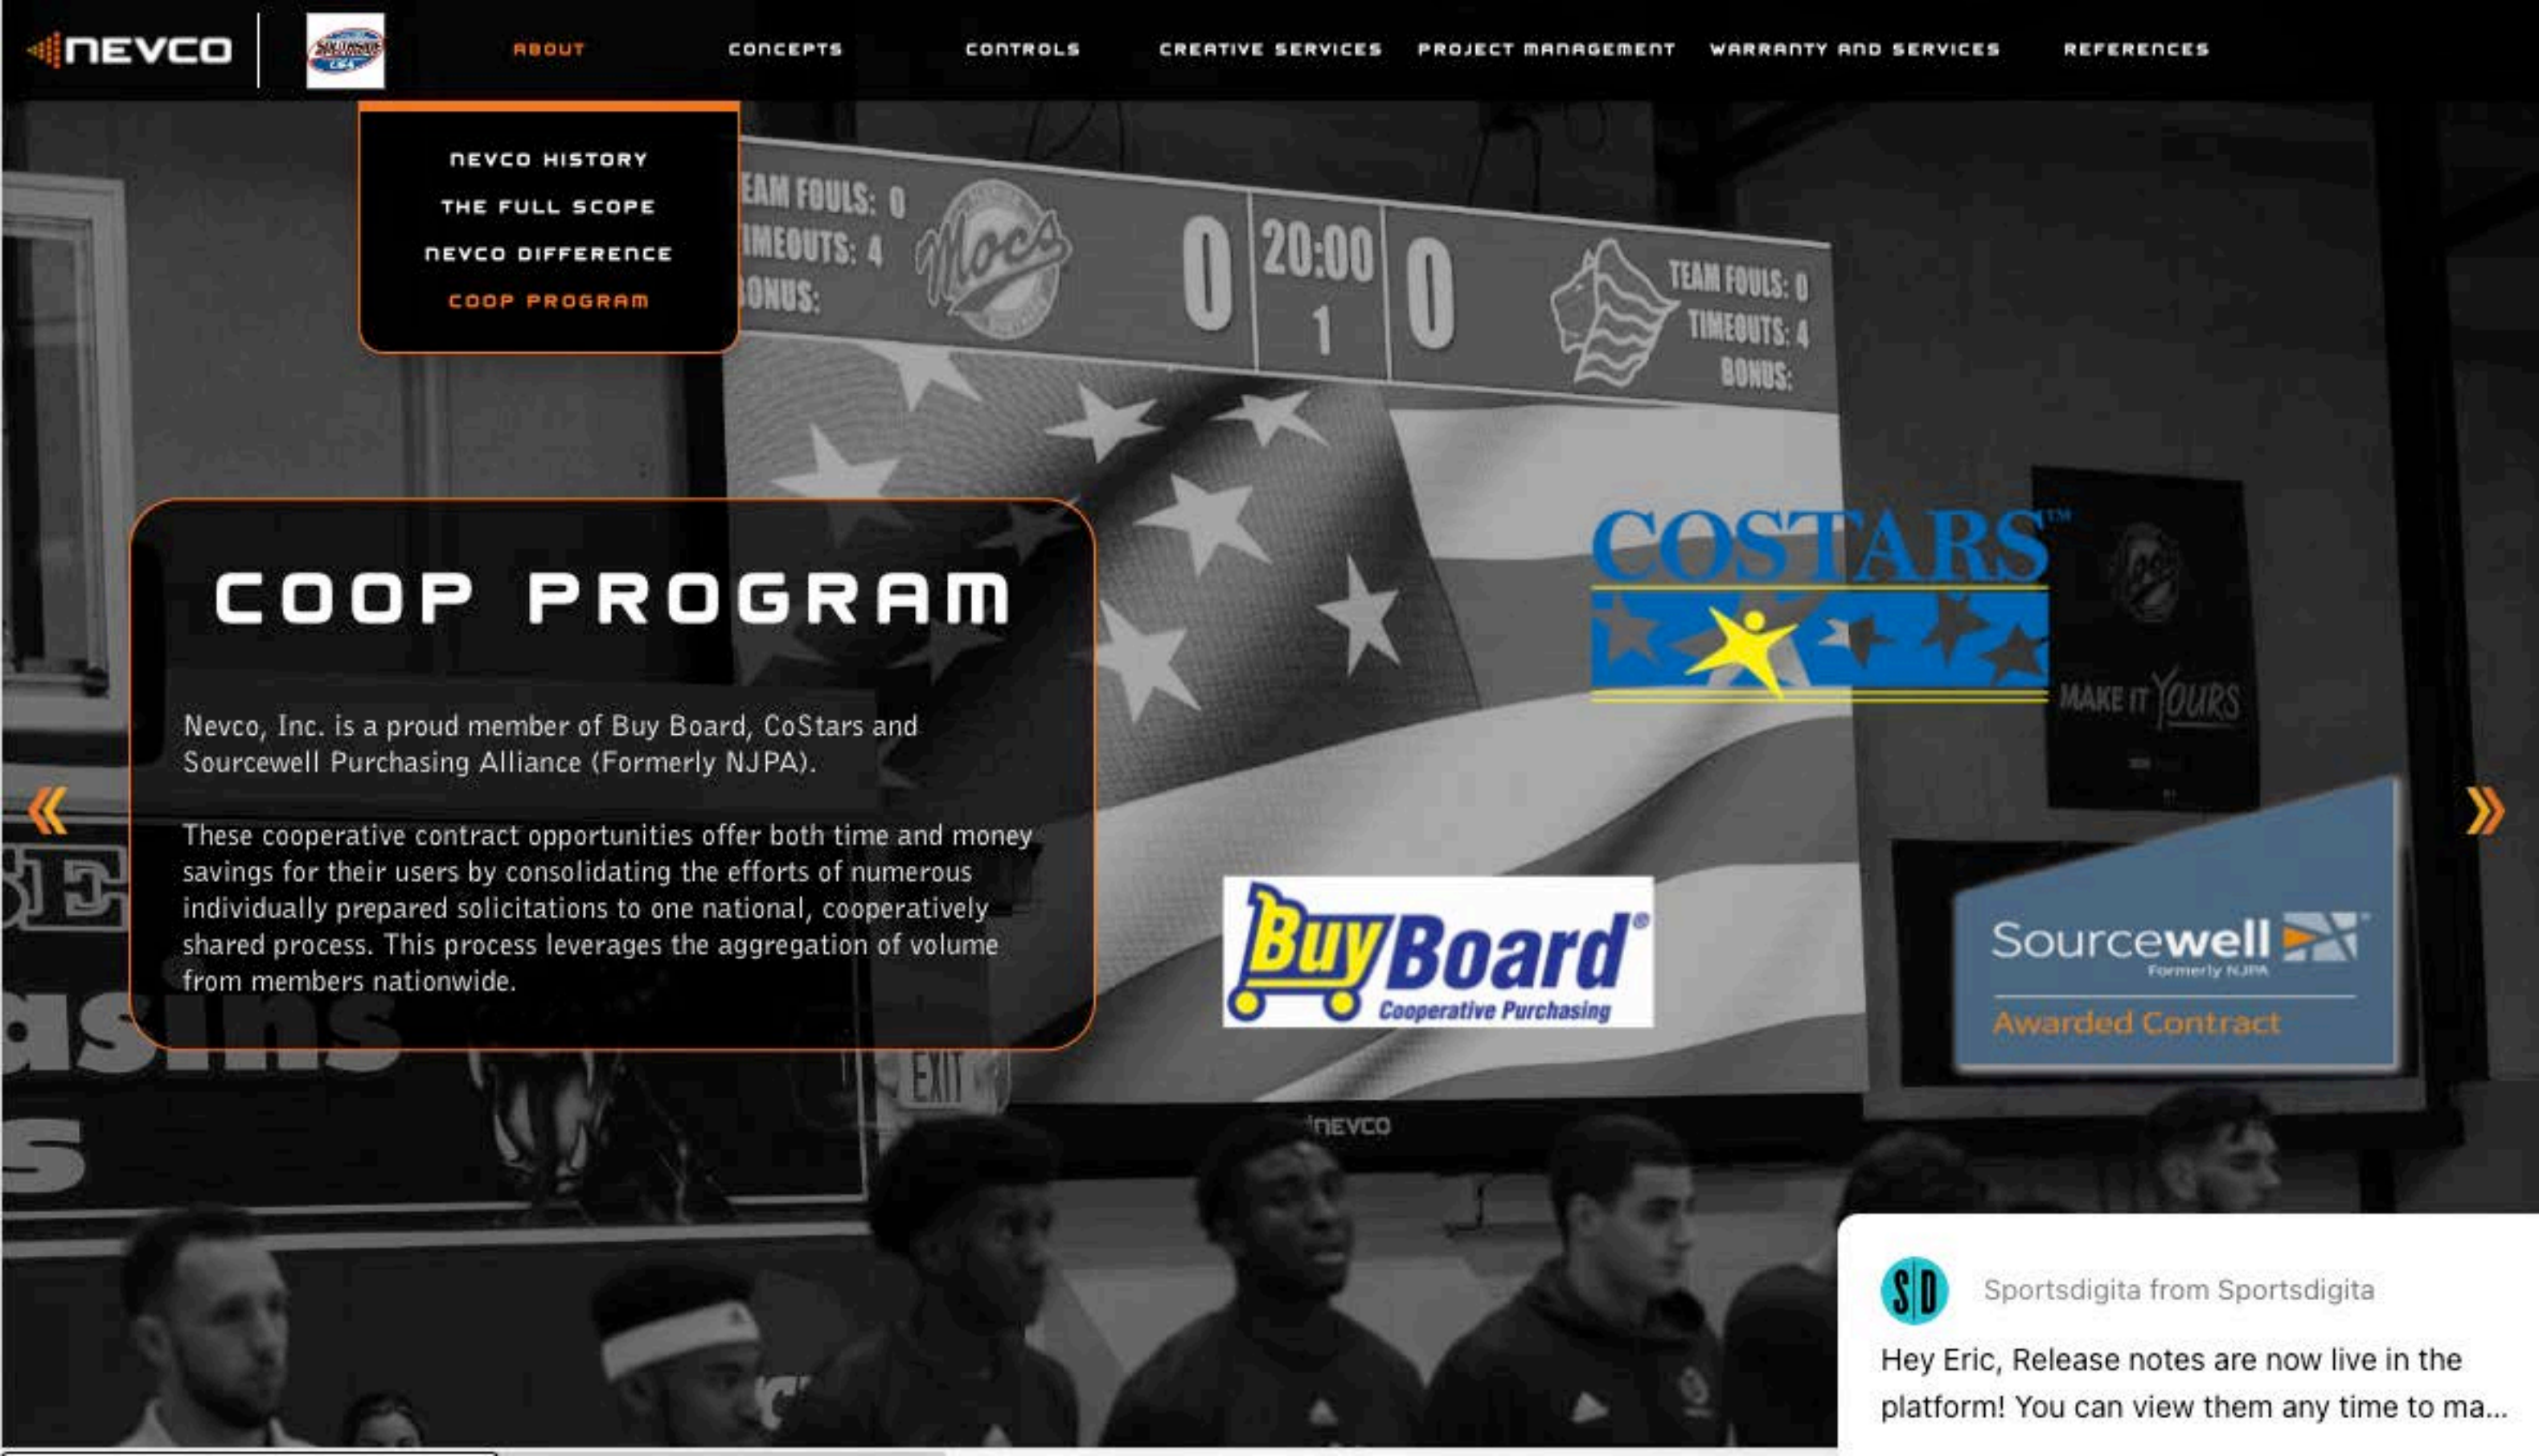 NEVCO
SOUTHSIDE
USA
ABOUT
CONCEPTS
CONTROLS
CREATIVE SERVICES
PROJECT MANAGEMENT
WARRANTY AND SERVICES
REFERENCES
NEVCO HISTORY
THE FULL SCOPE
NEVCO DIFFERENCE
COOP PROGRAM
EAM FOULS: 0
IMEOUTS: 4
ONUS:
Mocs
0
20:00
1
0
TEAM FOULS: 0
TIMEOUTS: 4
BONUS:
COOP PROGRAM
Nevco, Inc. is a proud member of Buy Board, CoStars and
Sourcewell Purchasing Alliance (Formerly NJPA).
These cooperative contract opportunities offer both time and money
savings for their users by consolidating the efforts of numerous
individually prepared solicitations to one national, cooperatively
shared process. This process leverages the aggregation of volume
from members nationwide.
COSTARS™
MAKE IT YOURS
BuyBoard®
Cooperative Purchasing
Sourcewell
Formerly NJPA
Awarded Contract
SE
asins
s
EXIT
NEVCO
S|D
Sportsdigita from Sportsdigita
Hey Eric, Release notes are now live in the
platform! You can view them any time to ma...